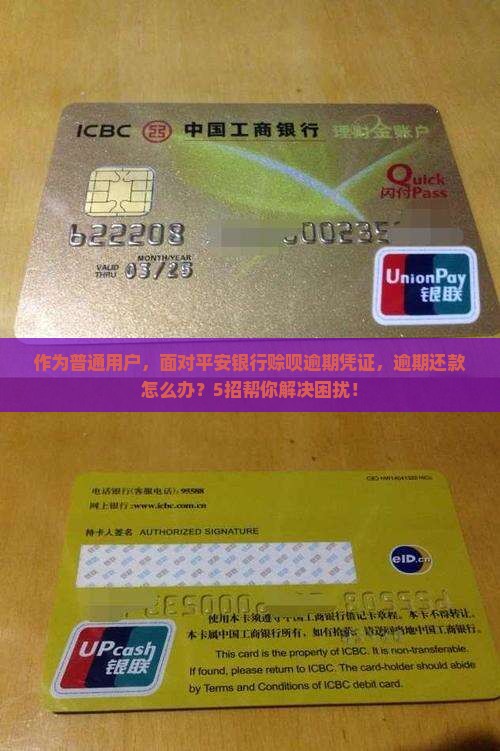 ICBC 中国工商银行 理财金账户
Quick
闪付Pass
622208
MONTH/YEAR
VALID THRU 03/25
UnionPay
银联
作为普通用户，面对平安银行赊呗逾期凭证，逾期还款
怎么办？5招帮你解决困扰！
电话银行(客服电话): 95588
网上银行:www.icbc.com.cn
持卡人签名 AUTHORIZED SIGNATURE
eID.cn
使用本卡须遵守中国工商银行借记卡章程。本卡不得转让。
本卡属中国工商银行所有，如有拾获，请送回当地中国工商银行。
This card is the property of ICBC. It is non-transferable.
If found, please return to ICBC. The card-holder should abide
by Terms and Conditions of ICBC debit card.
UPcash
银联